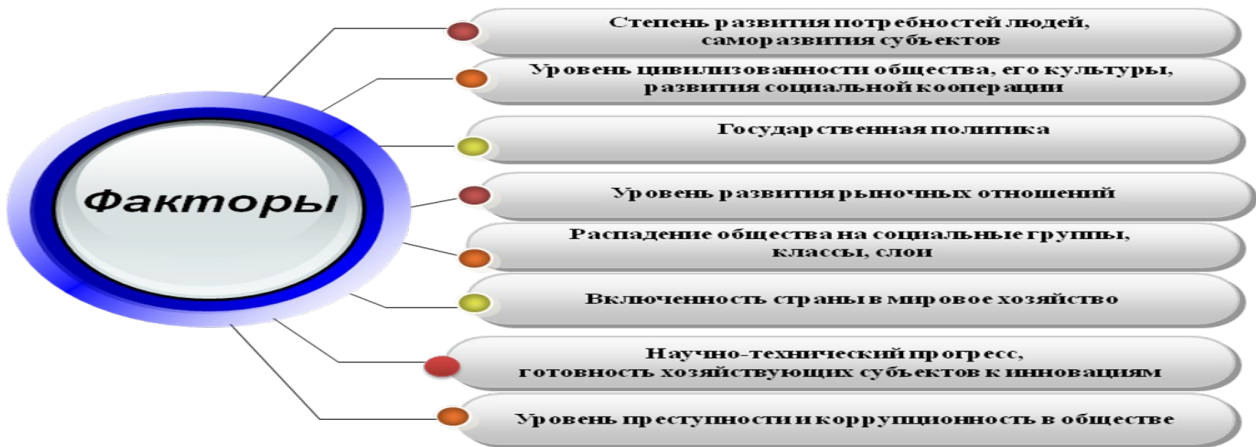 Факторы
Степень развития потребностей людей,
саморазвития субъектов
Уровень цивилизованности общества, его культуры,
развития социальной кооперации
Государственная политика
Уровень развития рыночных отношений
Распадение общества на социальные группы,
классы, слои
Включенность страны в мировое хозяйство
Научно-технический прогресс,
готовность хозяйствующих субъектов к инновациям
Уровень преступности и коррупционность в обществе